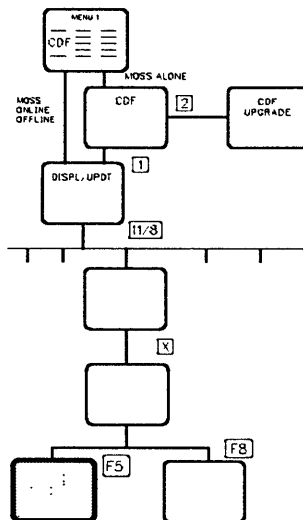 MENU 1
CDF
MOSS ALONE
MOSS
ONLINE
OFFLINE
CDF
2
CDF
UPGRADE
1
DISPL/UPDT
11/8
X
F5
F8